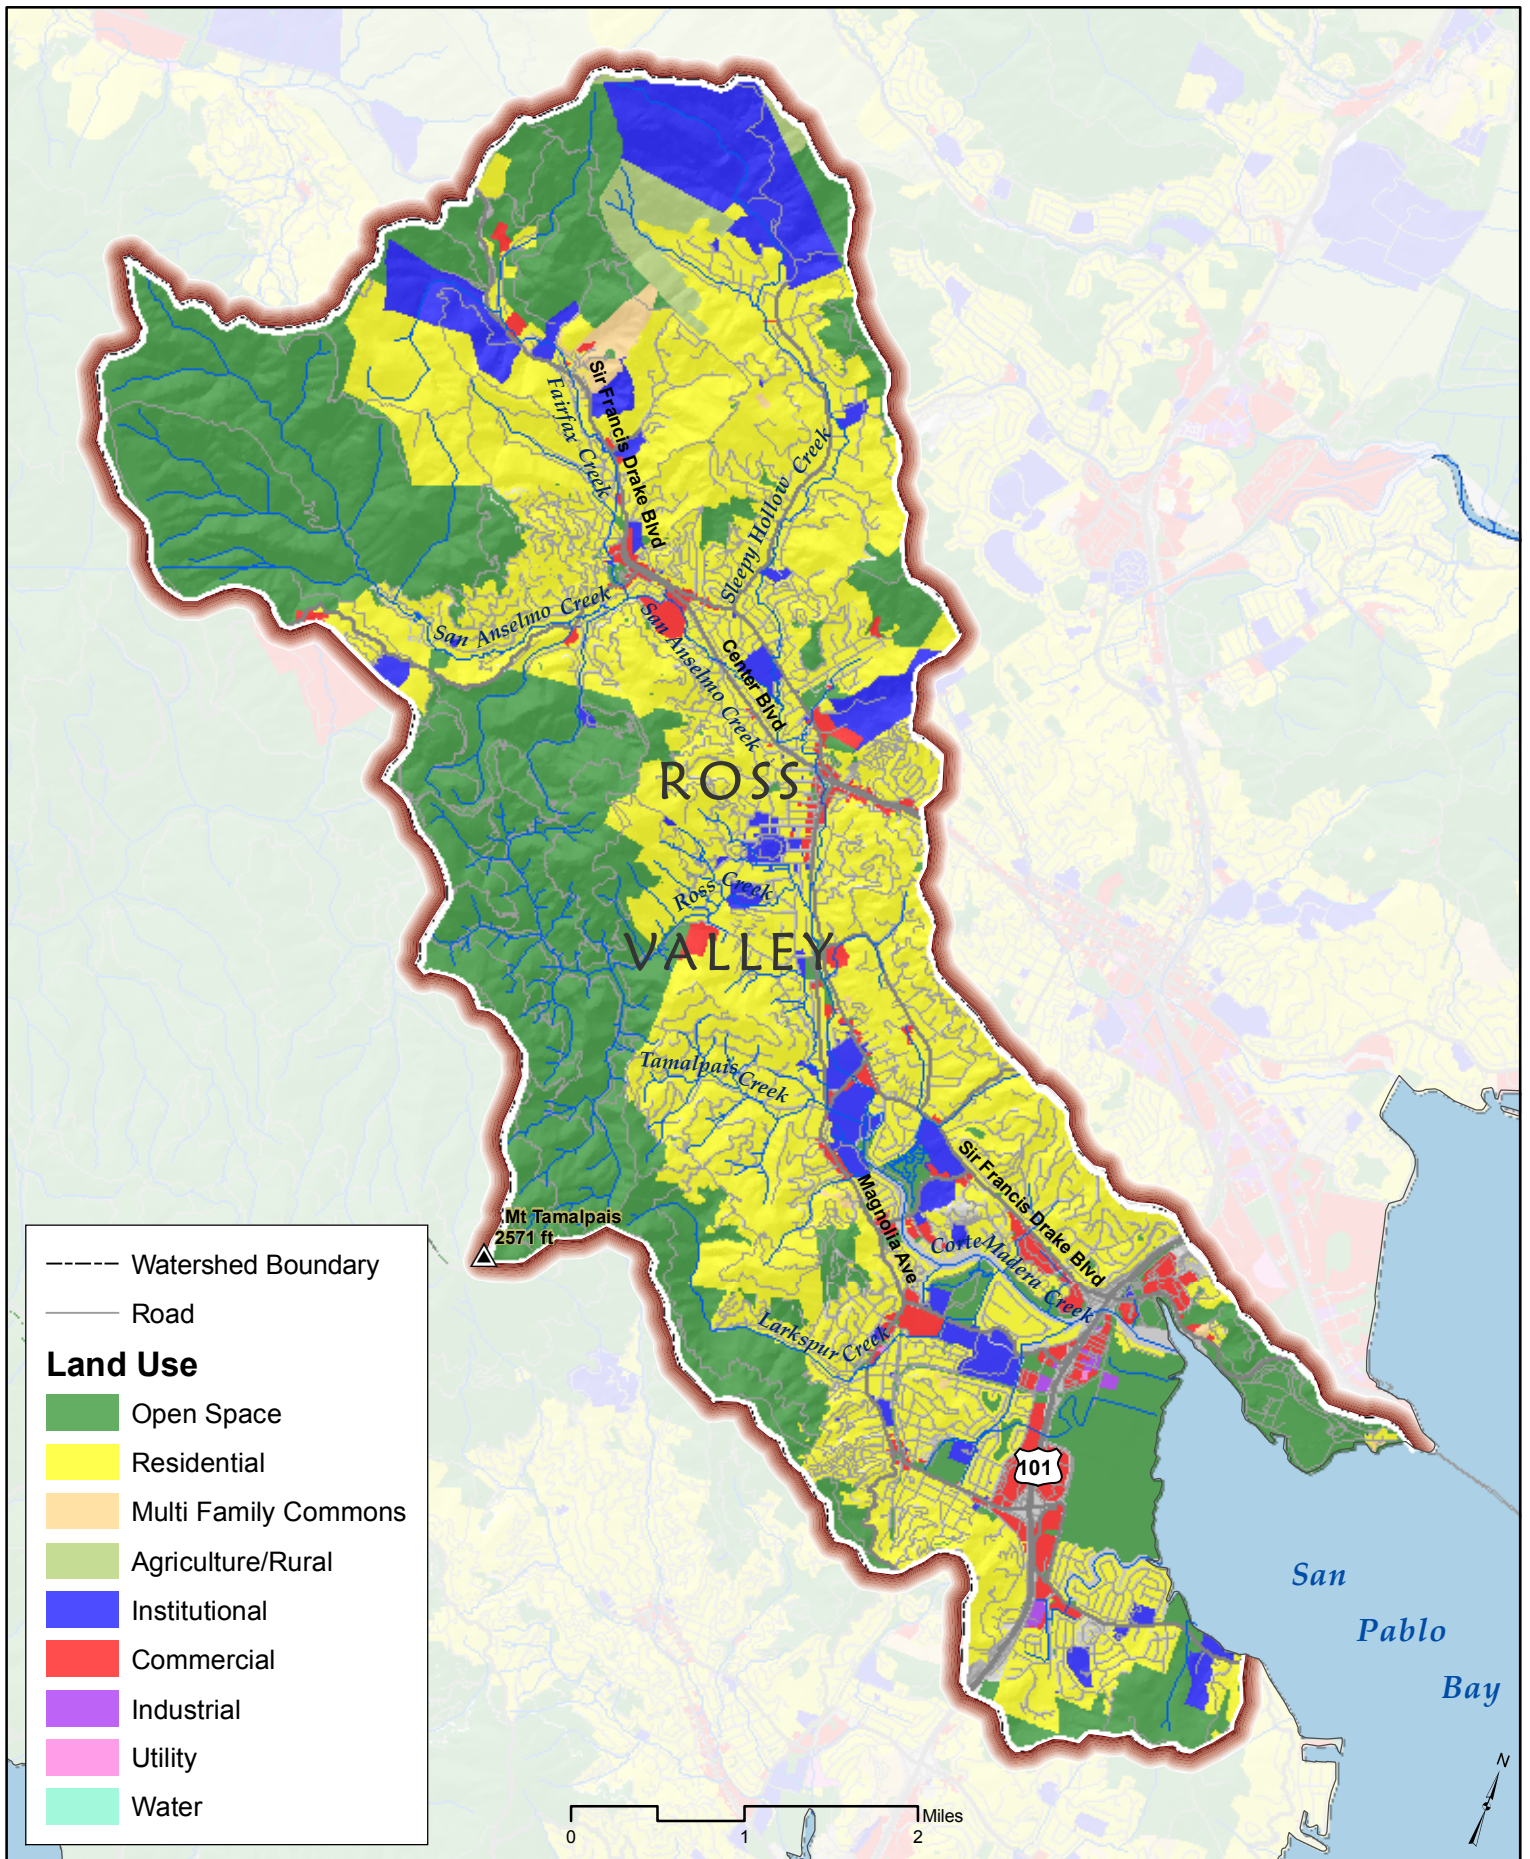 Sir Francis Drake Blvd
Fairfax Creek
Sleepy Hollow Creek
San Anselmo Creek
San Anselmo Creek
Center Blvd
ROSS
Ross Creek
VALLEY
Tamalpais Creek
Sir Francis Drake Blvd
Magnolia Ave
Mt Tamalpais
2571 ft
Corte Madera Creek
Larkspur Creek
101
San
Pablo
Bay
Watershed Boundary
Road
Land Use
Open Space
Residential
Multi Family Commons
Agriculture/Rural
Institutional
Commercial
Industrial
Utility
Water
Miles
0
1
2
N